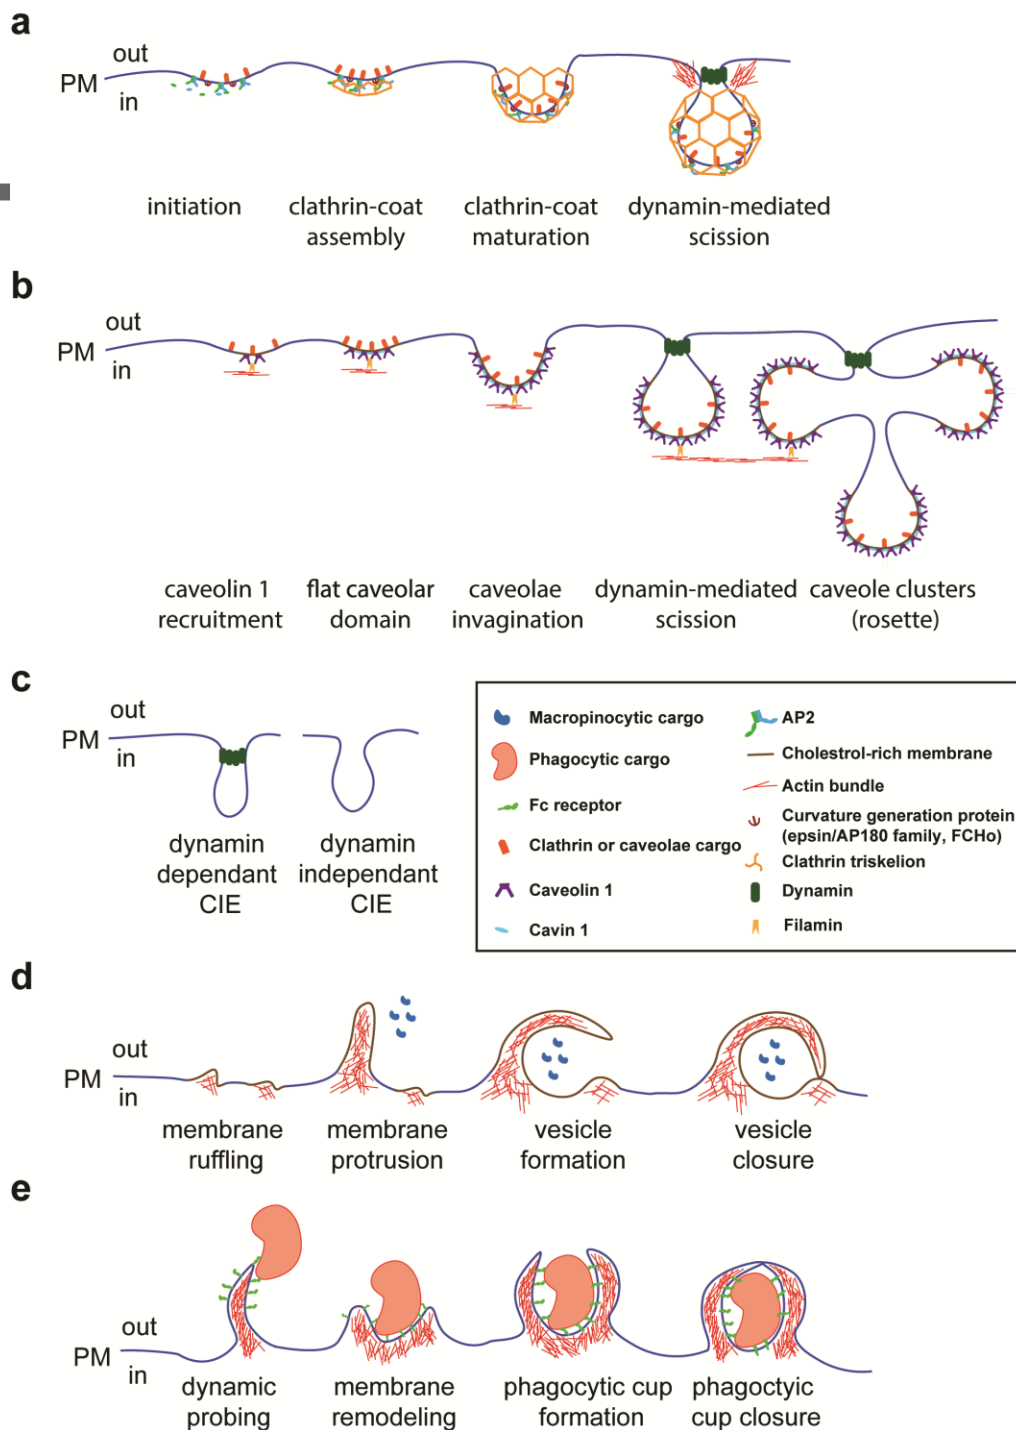 a
out
PM
in
initiation
clathrin-coat
assembly
clathrin-coat
maturation
dynamin-mediated
scission
b
out
PM
in
caveolin 1
recruitment
flat caveolar
domain
caveolae
invagination
dynamin-mediated
scission
caveole clusters
(rosette)
c
out
PM
in
dynamin
dependant
CIE
dynamin
independant
CIE
Macropinocytic cargo
Phagocytic cargo
Fc receptor
Clathrin or caveolae cargo
Caveolin 1
Cavin 1
AP2
Cholestrol-rich membrane
Actin bundle
Curvature generation protein
(epsin/AP180 family, FCHo)
Clathrin triskelion
Dynamin
Filamin
d
out
PM
in
membrane
ruffling
membrane
protrusion
vesicle
formation
vesicle
closure
e
out
PM
in
dynamic
probing
membrane
remodeling
phagocytic cup
formation
phagoctyic
cup closure